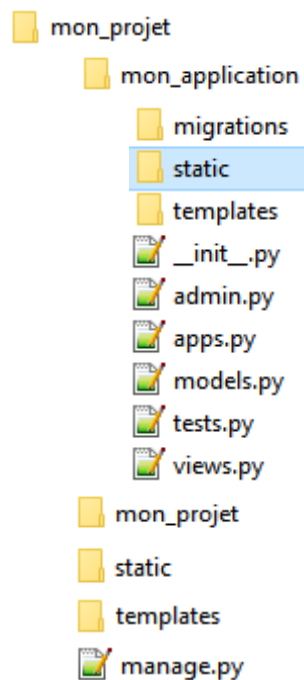 mon_projet
mon_application
migrations
static
templates
__init__.py
admin.py
apps.py
models.py
tests.py
views.py
mon_projet
static
templates
manage.py